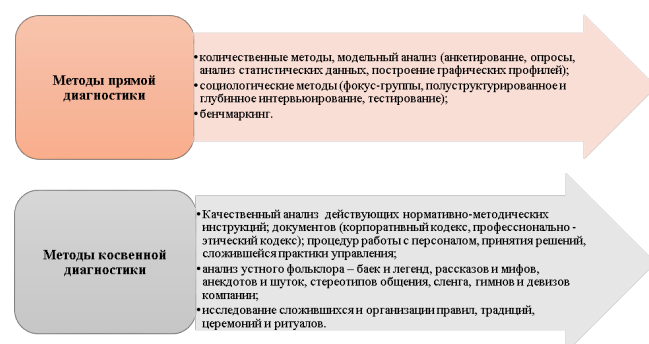 Методы прямой
диагностики
•количественные методы, модельный анализ (анкетирование, опросы,
анализ статистических данных, построение графических профилей);
•социологические методы (фокус-группы, полуструктурированное и
глубинное интервьюирование, тестирование);
•бенчмаркинг.
Методы косвенной
диагностики
•Качественный анализ действующих нормативно-методических
инструкций; документов (корпоративный кодекс, профессионально -
этический кодекс); процедур работы с персоналом, принятия решений,
сложившейся практики управления;
•анализ устного фольклора – баек и легенд, рассказов и мифов,
анекдотов и шуток, стереотипов общения, сленга, гимнов и девизов
компании;
•исследование сложившихся и организации правил, традиций,
церемоний и ритуалов.